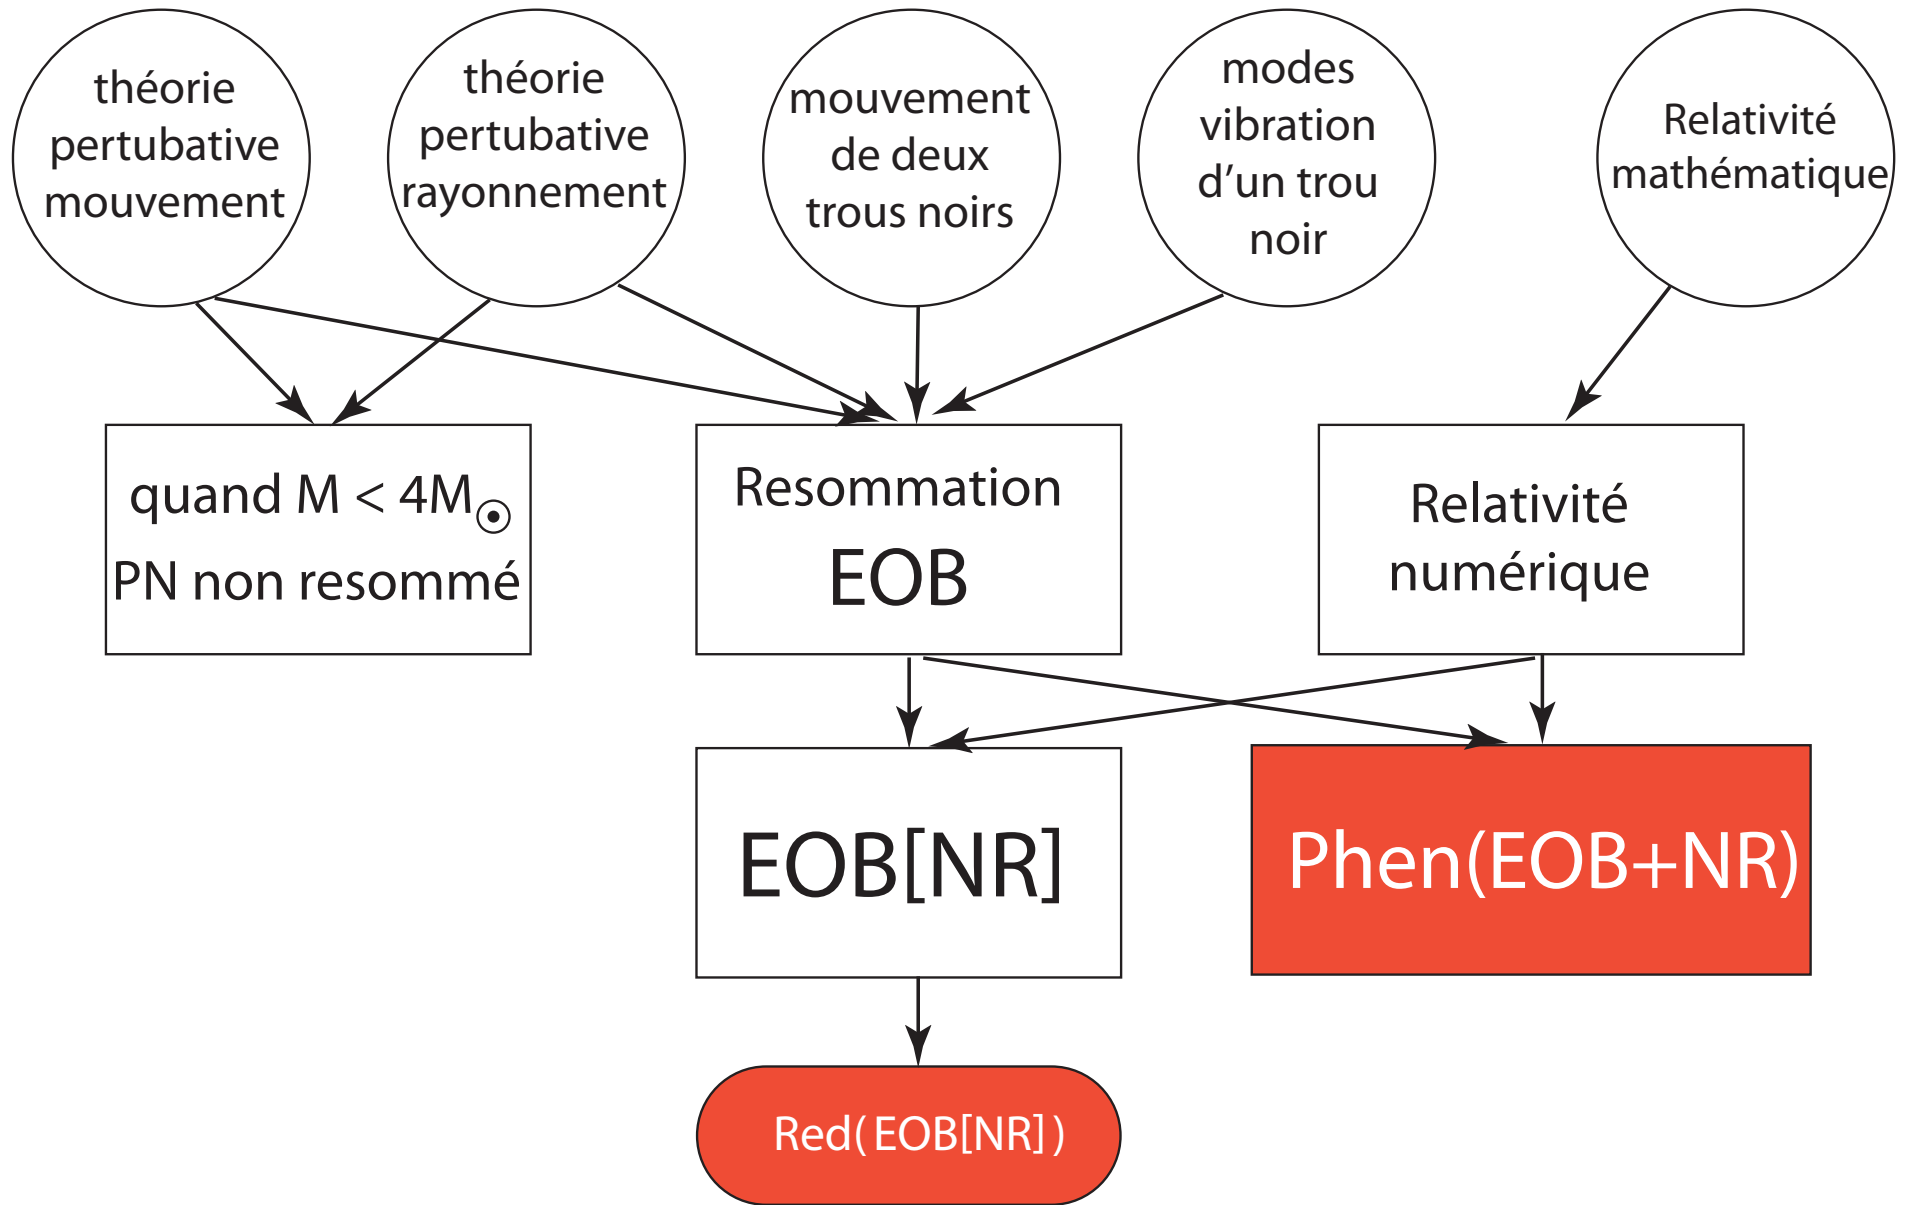 théorie
pertubative
mouvement
théorie
pertubative
rayonnement
mouvement
de deux
trous noirs
modes
vibration
d’un trou
noir
Relativité
mathématique
quand M < 4M☉
PN non resommé
Resommation
EOB
Relativité
numérique
EOB[NR]
Phen(EOB+NR)
Red(EOB[NR])